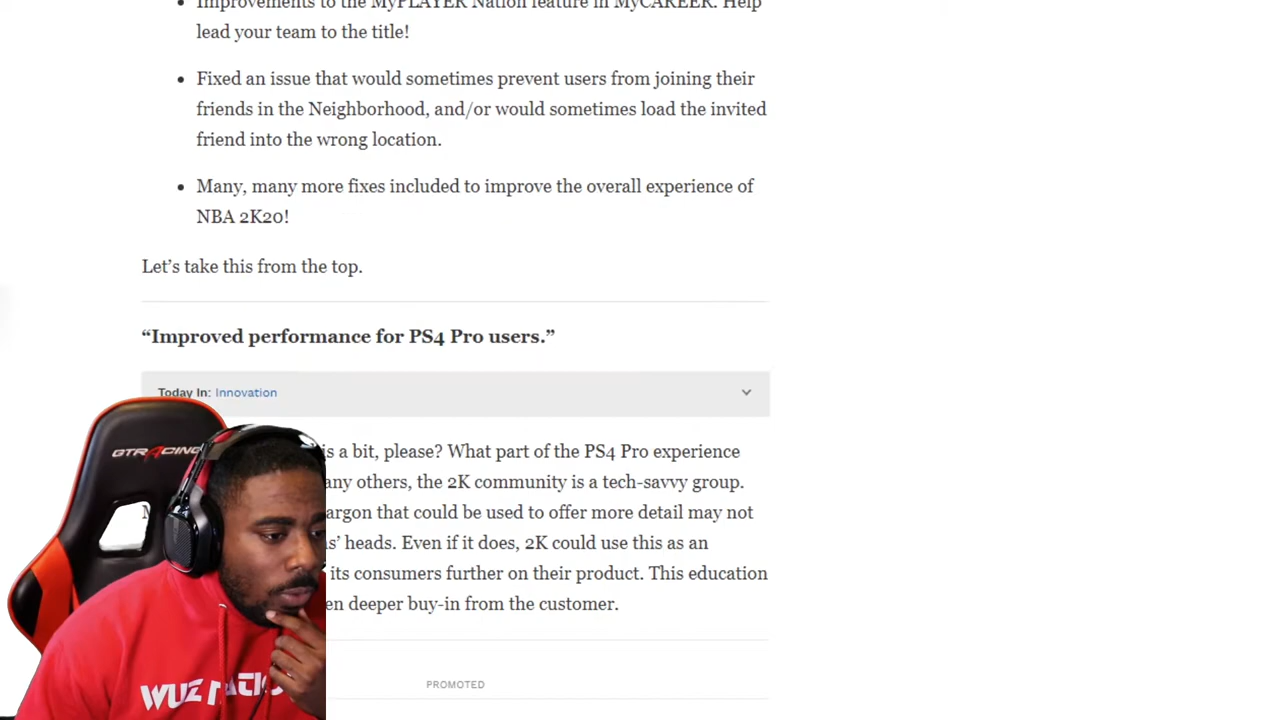 Improvements to the MyPLAYER Nation feature in MyCAREER. Help
lead your team to the title!
Fixed an issue that would sometimes prevent users from joining their
friends in the Neighborhood, and/or would sometimes load the invited
friend into the wrong location.
Many, many more fixes included to improve the overall experience of
NBA 2K20!
Let's take this from the top.
“Improved performance for PS4 Pro users.”
Today In: Innovation
is a bit, please? What part of the PS4 Pro experience
any others, the 2K community is a tech-savvy group.
argon that could be used to offer more detail may not
ns’ heads. Even if it does, 2K could use this as an
its consumers further on their product. This education
en deeper buy-in from the customer.
PROMOTED
GTRACING